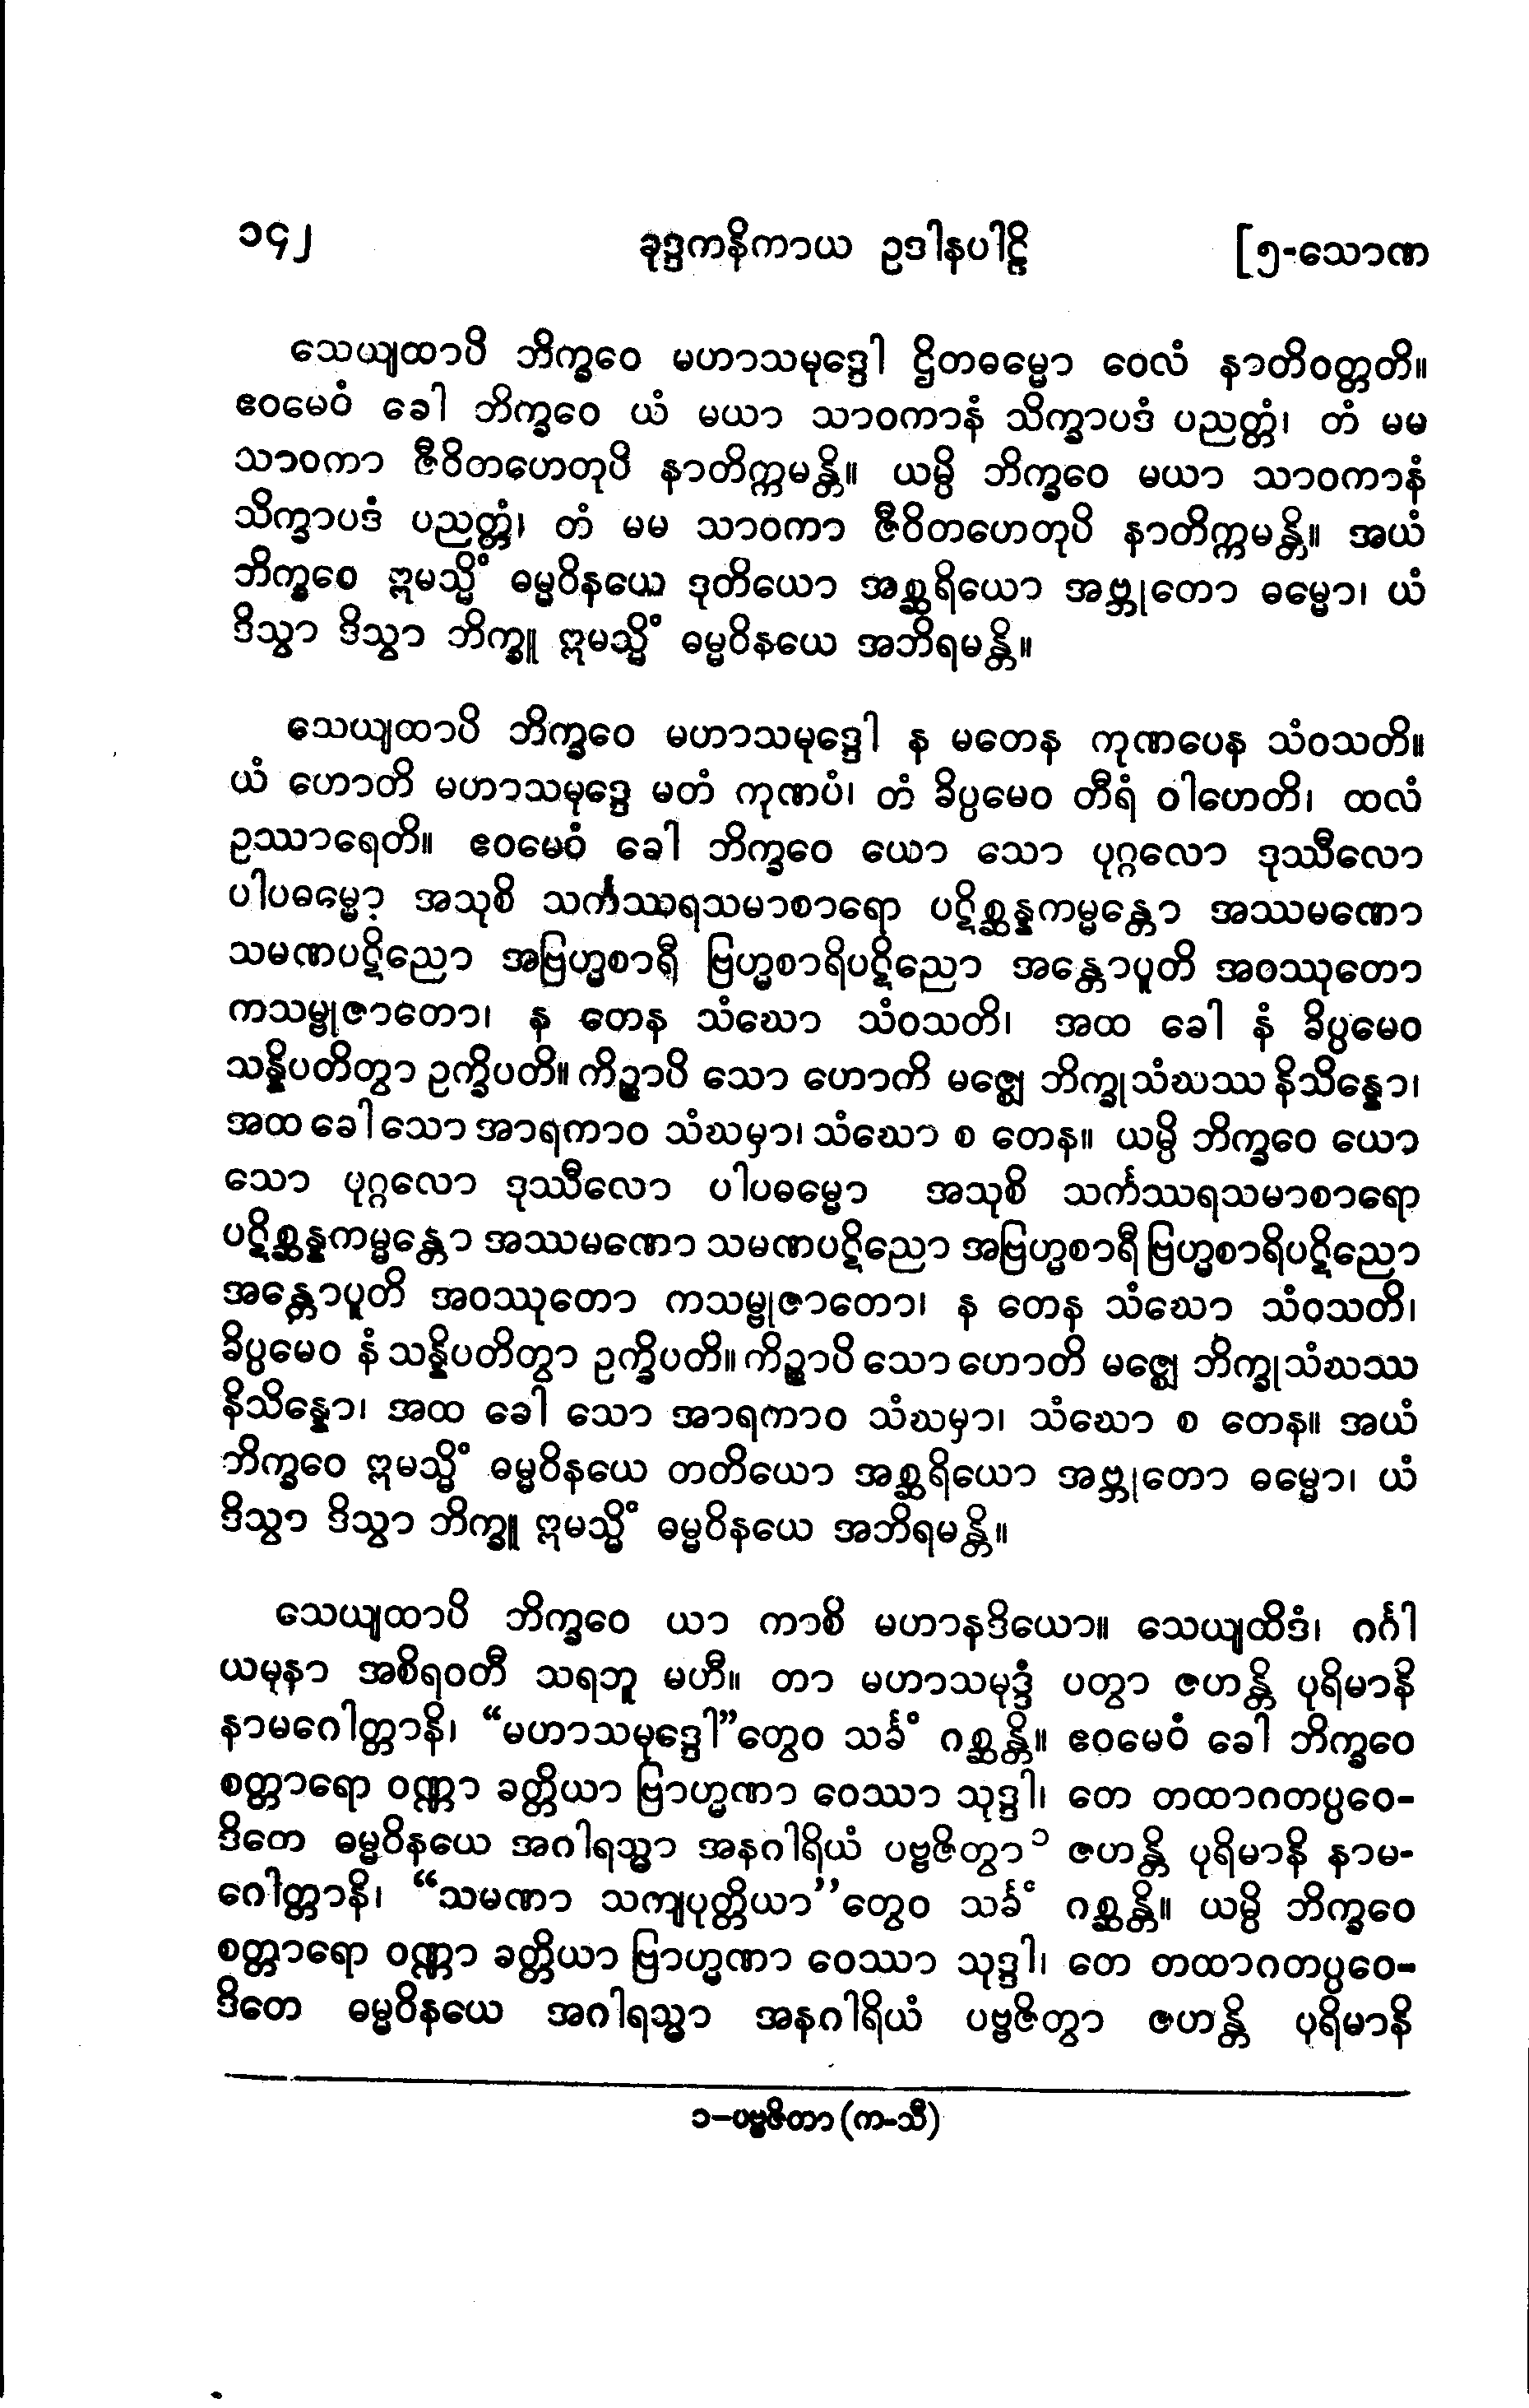 ၁၄၂ ခုဒ္ဒကနိကာယ ဥဒါနပါဠိ [၅-သောဏ
သေယျထာပိ ဘိက္ခဝေ မဟာသမုဒ္ဒေါ ဌိတဓမ္မော ဝေလံ နာတိဝတ္တတိ။
ဧဝမေဝံ ခေါ ဘိက္ခဝေ ယံ မယာ သာဝကာနံ သိက္ခာပဒံ ပညတ္တံ၊ တံ မမ
သာဝကာ ဇီဝိတဟေတုပိ နာတိက္ကမန္တိ။ ယမ္ပိ ဘိက္ခဝေ မယာ သာဝကာနံ
သိက္ခာပဒံ ပညတ္တံ၊ တံ မမ သာဝကာ ဇီဝိတဟေတုပိ နာတိက္ကမန္တိ။ အယံ
ဘိက္ခဝေ ဣမသ္မိံ ဓမ္မဝိနယေ ဒုတိယော အစ္ဆရိယော အဗ္ဘုတော ဓမ္မော၊ ယံ
ဒိသွာ ဒိသွာ ဘိက္ခူ ဣမသ္မိံ ဓမ္မဝိနယေ အဘိရမန္တိ။
သေယျထာပိ ဘိက္ခဝေ မဟာသမုဒ္ဒေါ န မတေန ကုဏပေန သံဝသတိ။
ယံ ဟောတိ မဟာသမုဒ္ဒေ မတံ ကုဏပံ၊ တံ ခိပ္ပမေဝ တီရံ ဝါဟေတိ၊ ထလံ
ဥဿာရေတိ။ ဧဝမေဝံ ခေါ ဘိက္ခဝေ ယော သော ပုဂ္ဂလော ဒုဿီလော
ပါပဓမ္မော အသုစိ သင်္ကဿရသမာစာရော ပဋိစ္ဆန္နကမ္မန္တော အဿမဏော
သမဏပဋိညော အဗြဟ္မစာရီ ဗြဟ္မစာရိပဋိညော အန္တောပူတိ အဝဿုတော
ကသမ္ဗုဇာတော၊ န တေန သံဃော သံဝသတိ၊ အထ ခေါ နံ ခိပ္ပမေဝ
သန္နိပတိတွာ ဥက္ခိပတိ။ ကိဉ္စာပိ သော ဟောကိ မဇ္ဈေ ဘိက္ခုသံဃဿ နိသိန္နော၊
အထ ခေါ သော အာရကာဝ သံဃမှာ၊ သံဃော စ တေန။ ယမ္ပိ ဘိက္ခဝေ ယော
သော ပုဂ္ဂလော ဒုဿီလော ပါပဓမ္မော အသုစိ သင်္ကဿရသမာစာရော
ပဋိစ္ဆန္နကမ္မန္တော အဿမဏော သမဏပဋိညော အဗြဟ္မစာရီ ဗြဟ္မစာရိပဋိညော
အန္တောပူတိ အဝဿုတော ကသမ္ဗုဇာတော၊ န တေန သံဃော သံဝသတိ၊
ခိပ္ပမေဝ နံ သန္နိပတိတွာ ဥက္ခိပတိ။ ကိဉ္စာပိ သော ဟောတိ မဇ္ဈေ ဘိက္ခုသံဃဿ
နိသိန္နော၊ အထ ခေါ သော အာရကာဝ သံဃမှာ၊ သံဃော စ တေန။ အယံ
ဘိက္ခဝေ ဣမသ္မိံ ဓမ္မဝိနယေ တတိယော အစ္ဆရိယော အဗ္ဘုတော ဓမ္မော၊ ယံ
ဒိသွာ ဒိသွာ ဘိက္ခူ ဣမသ္မိံ ဓမ္မဝိနယေ အဘိရမန္တိ။
သေယျထာပိ ဘိက္ခဝေ ယာ ကာစိ မဟာနဒိယော။ သေယျထိဒံ၊ ဂင်္ဂါ
ယမုနာ အစိရဝတီ သရဘူ မဟီ။ တာ မဟာသမုဒ္ဒံ ပတွာ ဇဟန္တိ ပုရိမာနိ
နာမဂေါတ္တာနိ၊ “မဟာသမုဒ္ဒေါ”တွေဝ သင်္ခံ ဂစ္ဆန္တိ။ ဧဝမေဝံ ခေါ ဘိက္ခဝေ
စတ္တာရော ဝဏ္ဏာ ခတ္တိယာ ဗြာဟ္မဏာ ဝေဿာ သုဒ္ဒါ၊ တေ တထာဂတပ္ပဝေ-
ဒိတေ ဓမ္မဝိနယေ အဂါရသ္မာ အနဂါရိယံ ပဗ္ဗဇိတွာ ၁ ဇဟန္တိ ပုရိမာနိ နာမ-
ဂေါတ္တာနိ၊ “သမဏာ သကျပုတ္တိယာ”တွေဝ သင်္ခံ ဂစ္ဆန္တိ။ ယမ္ပိ ဘိက္ခဝေ
စတ္တာရော ဝဏ္ဏာ ခတ္တိယာ ဗြာဟ္မဏာ ဝေဿာ သုဒ္ဒါ၊ တေ တထာဂတပ္ပဝေ-
ဒိတေ ဓမ္မဝိနယေ အဂါရသ္မာ အနဂါရိယံ ပဗ္ဗဇိတွာ ဇဟန္တိ ပုရိမာနိ
၁-ပဗ္ဗဇိတာ (က-သီ)